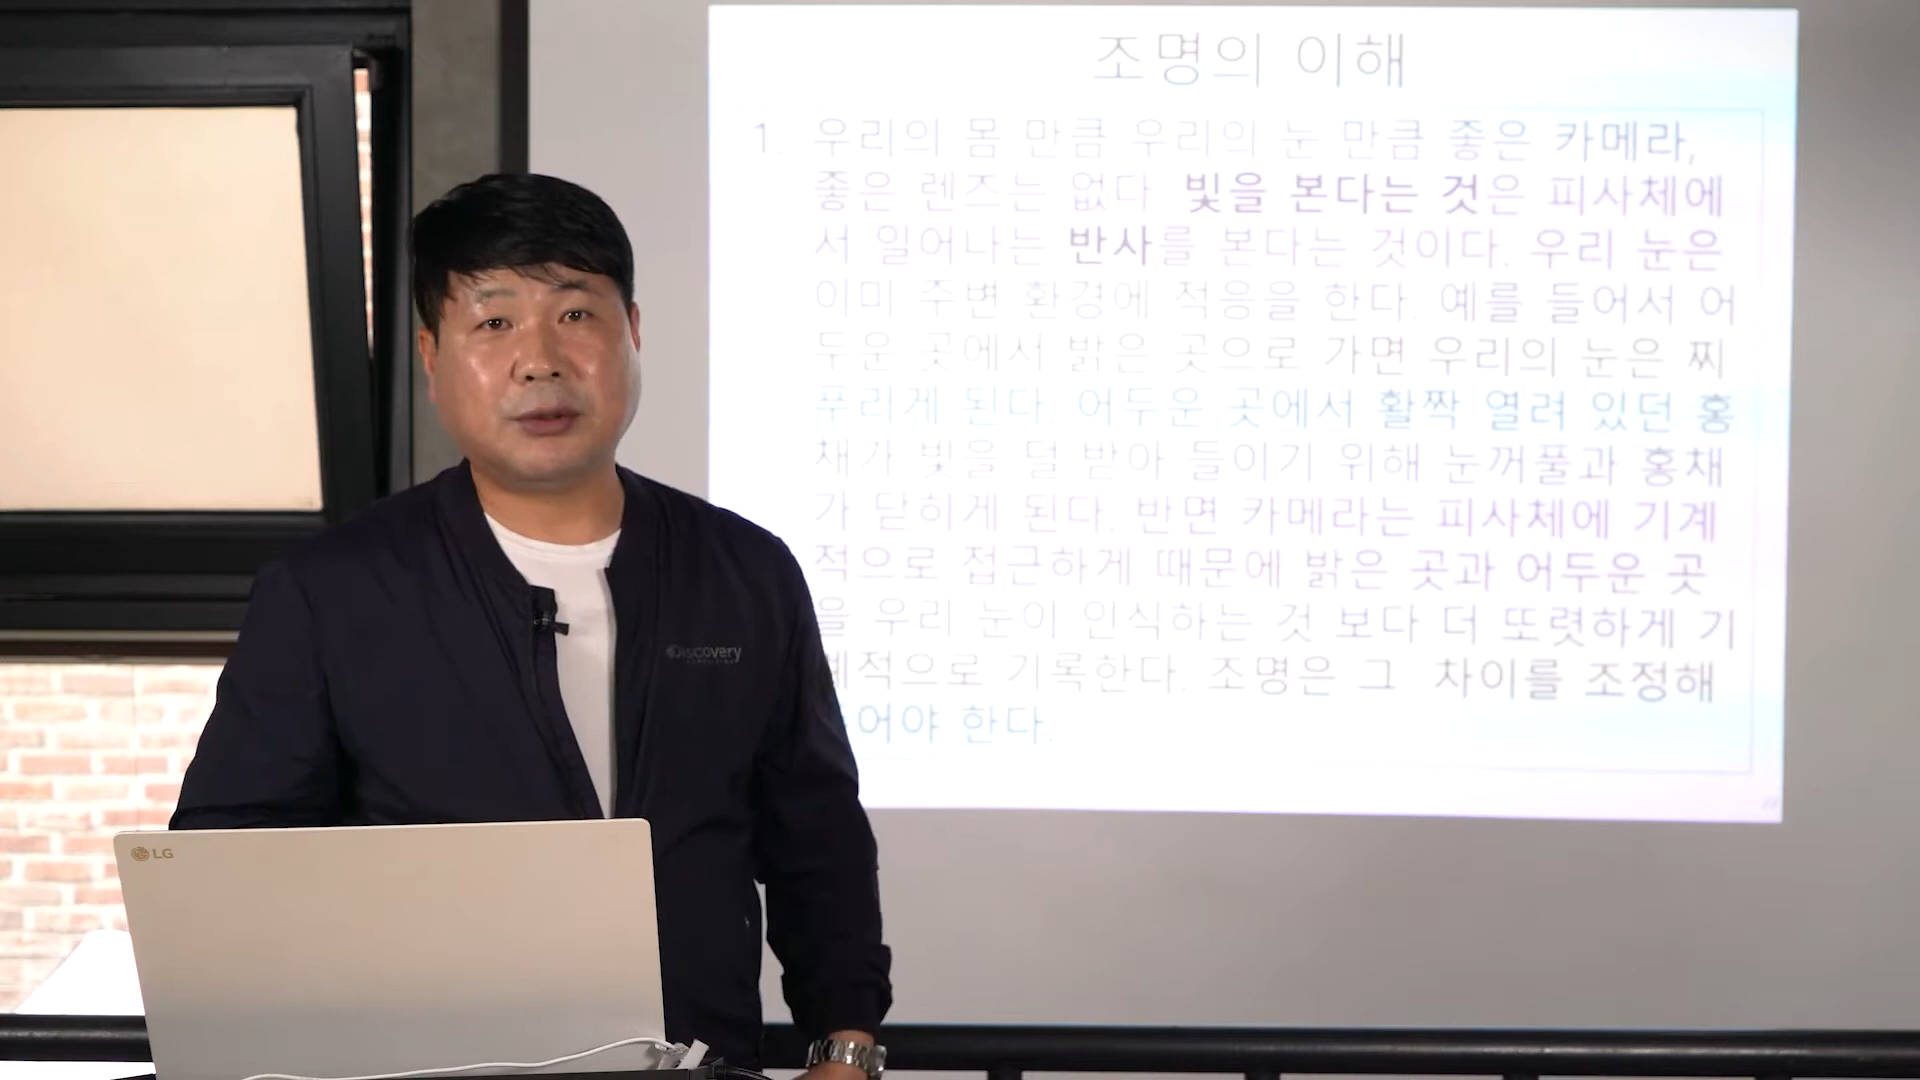 조명의 이해
1. 우리의 몸 만큼 우리의 눈 만큼 좋은 카메라,
좋은 렌즈는 없다. 빛을 본다는 것은 피사체에
서 일어나는 반사를 본다는 것이다. 우리 눈은
이미 주변 환경에 적응을 한다. 예를 들어서 어
두운 곳에서 밝은 곳으로 가면 우리의 눈은 찌
푸리게 된다. 어두운 곳에서 활짝 열려 있던 홍
채가 빛을 덜 받아 들이기 위해 눈꺼풀과 홍채
가 닫히게 된다. 반면 카메라는 피사체에 기계
적으로 접근하게 때문에 밝은 곳과 어두운 곳
을 우리 눈이 인식하는 것 보다 더 또렷하게 기
계적으로 기록한다. 조명은 그 차이를 조정해
어야 한다.
Discovery
LG